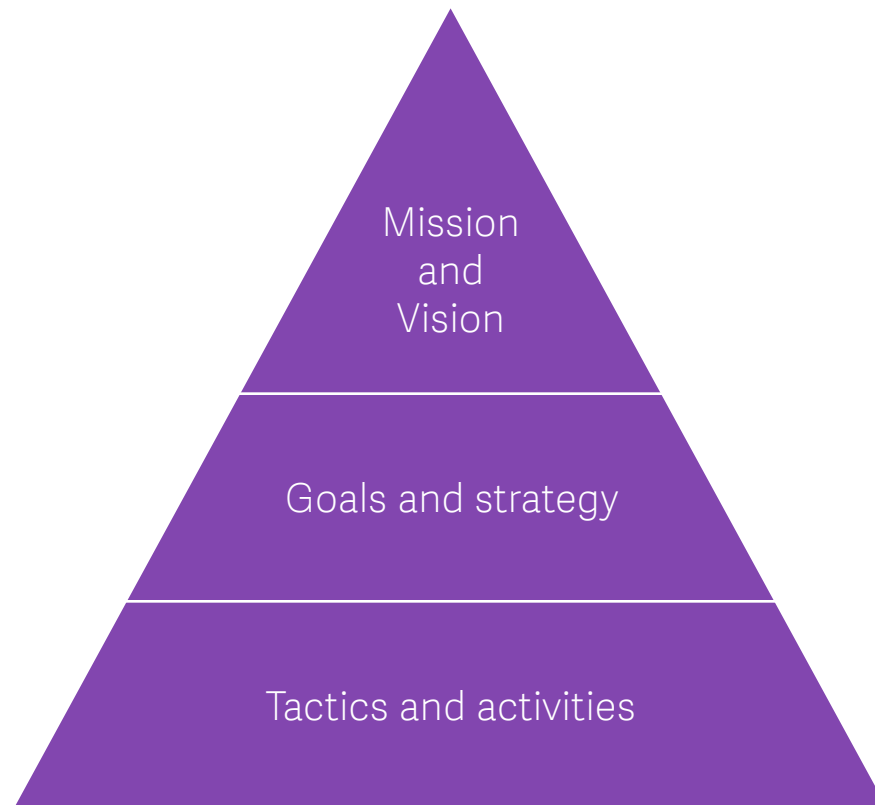 Mission
and
Vision
Goals and strategy
Tactics and activities